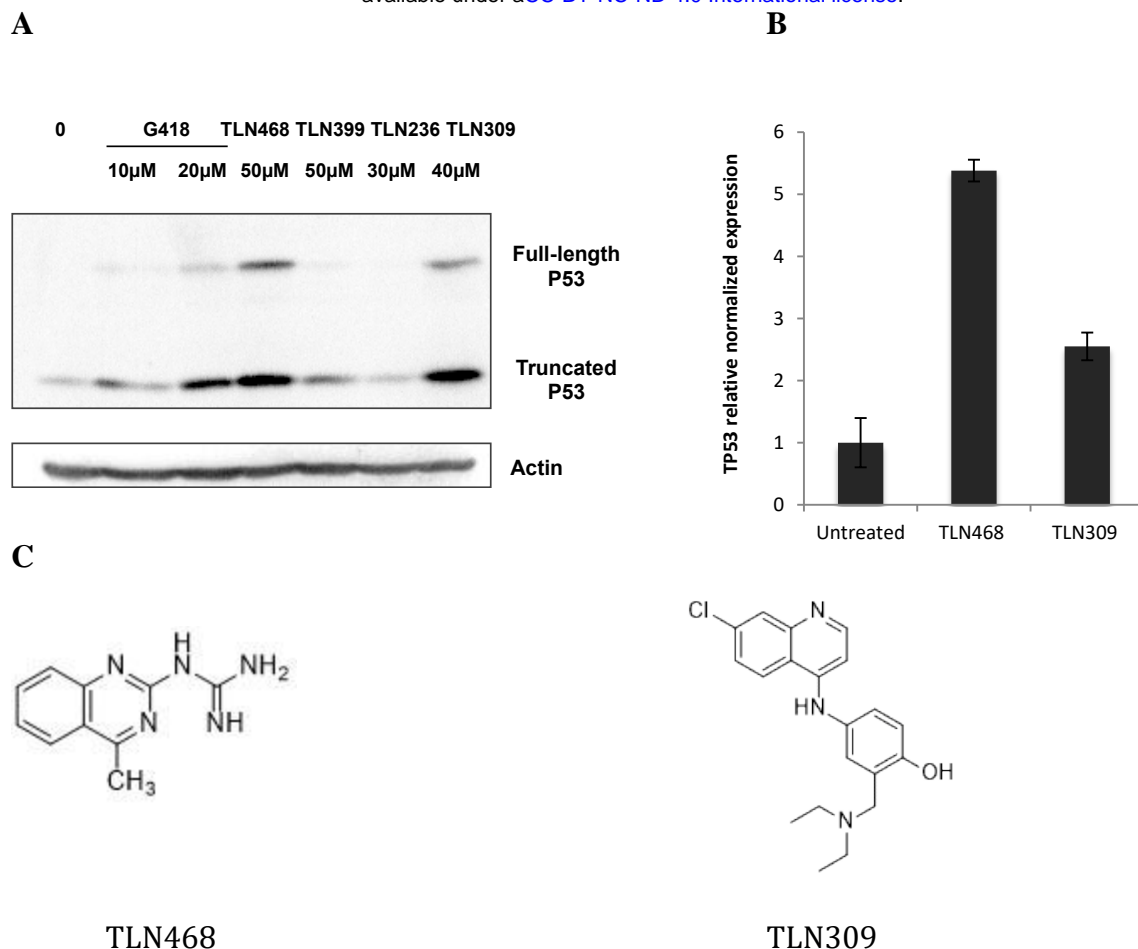 available under aCC-BY-NC-ND 4.0 International license.
A
B
0 G418 TLN468 TLN399 TLN236 TLN309
10µM 20µM 50µM 50µM 30µM 40µM
Full-length
P53
Truncated
P53
Actin
TP53 relative normalized expression
6
5
4
3
2
1
0
Untreated TLN468 TLN309
C
N
H
N
NH2
N
NH
CH3
TLN468
Cl
N
HN
OH
N
TLN309